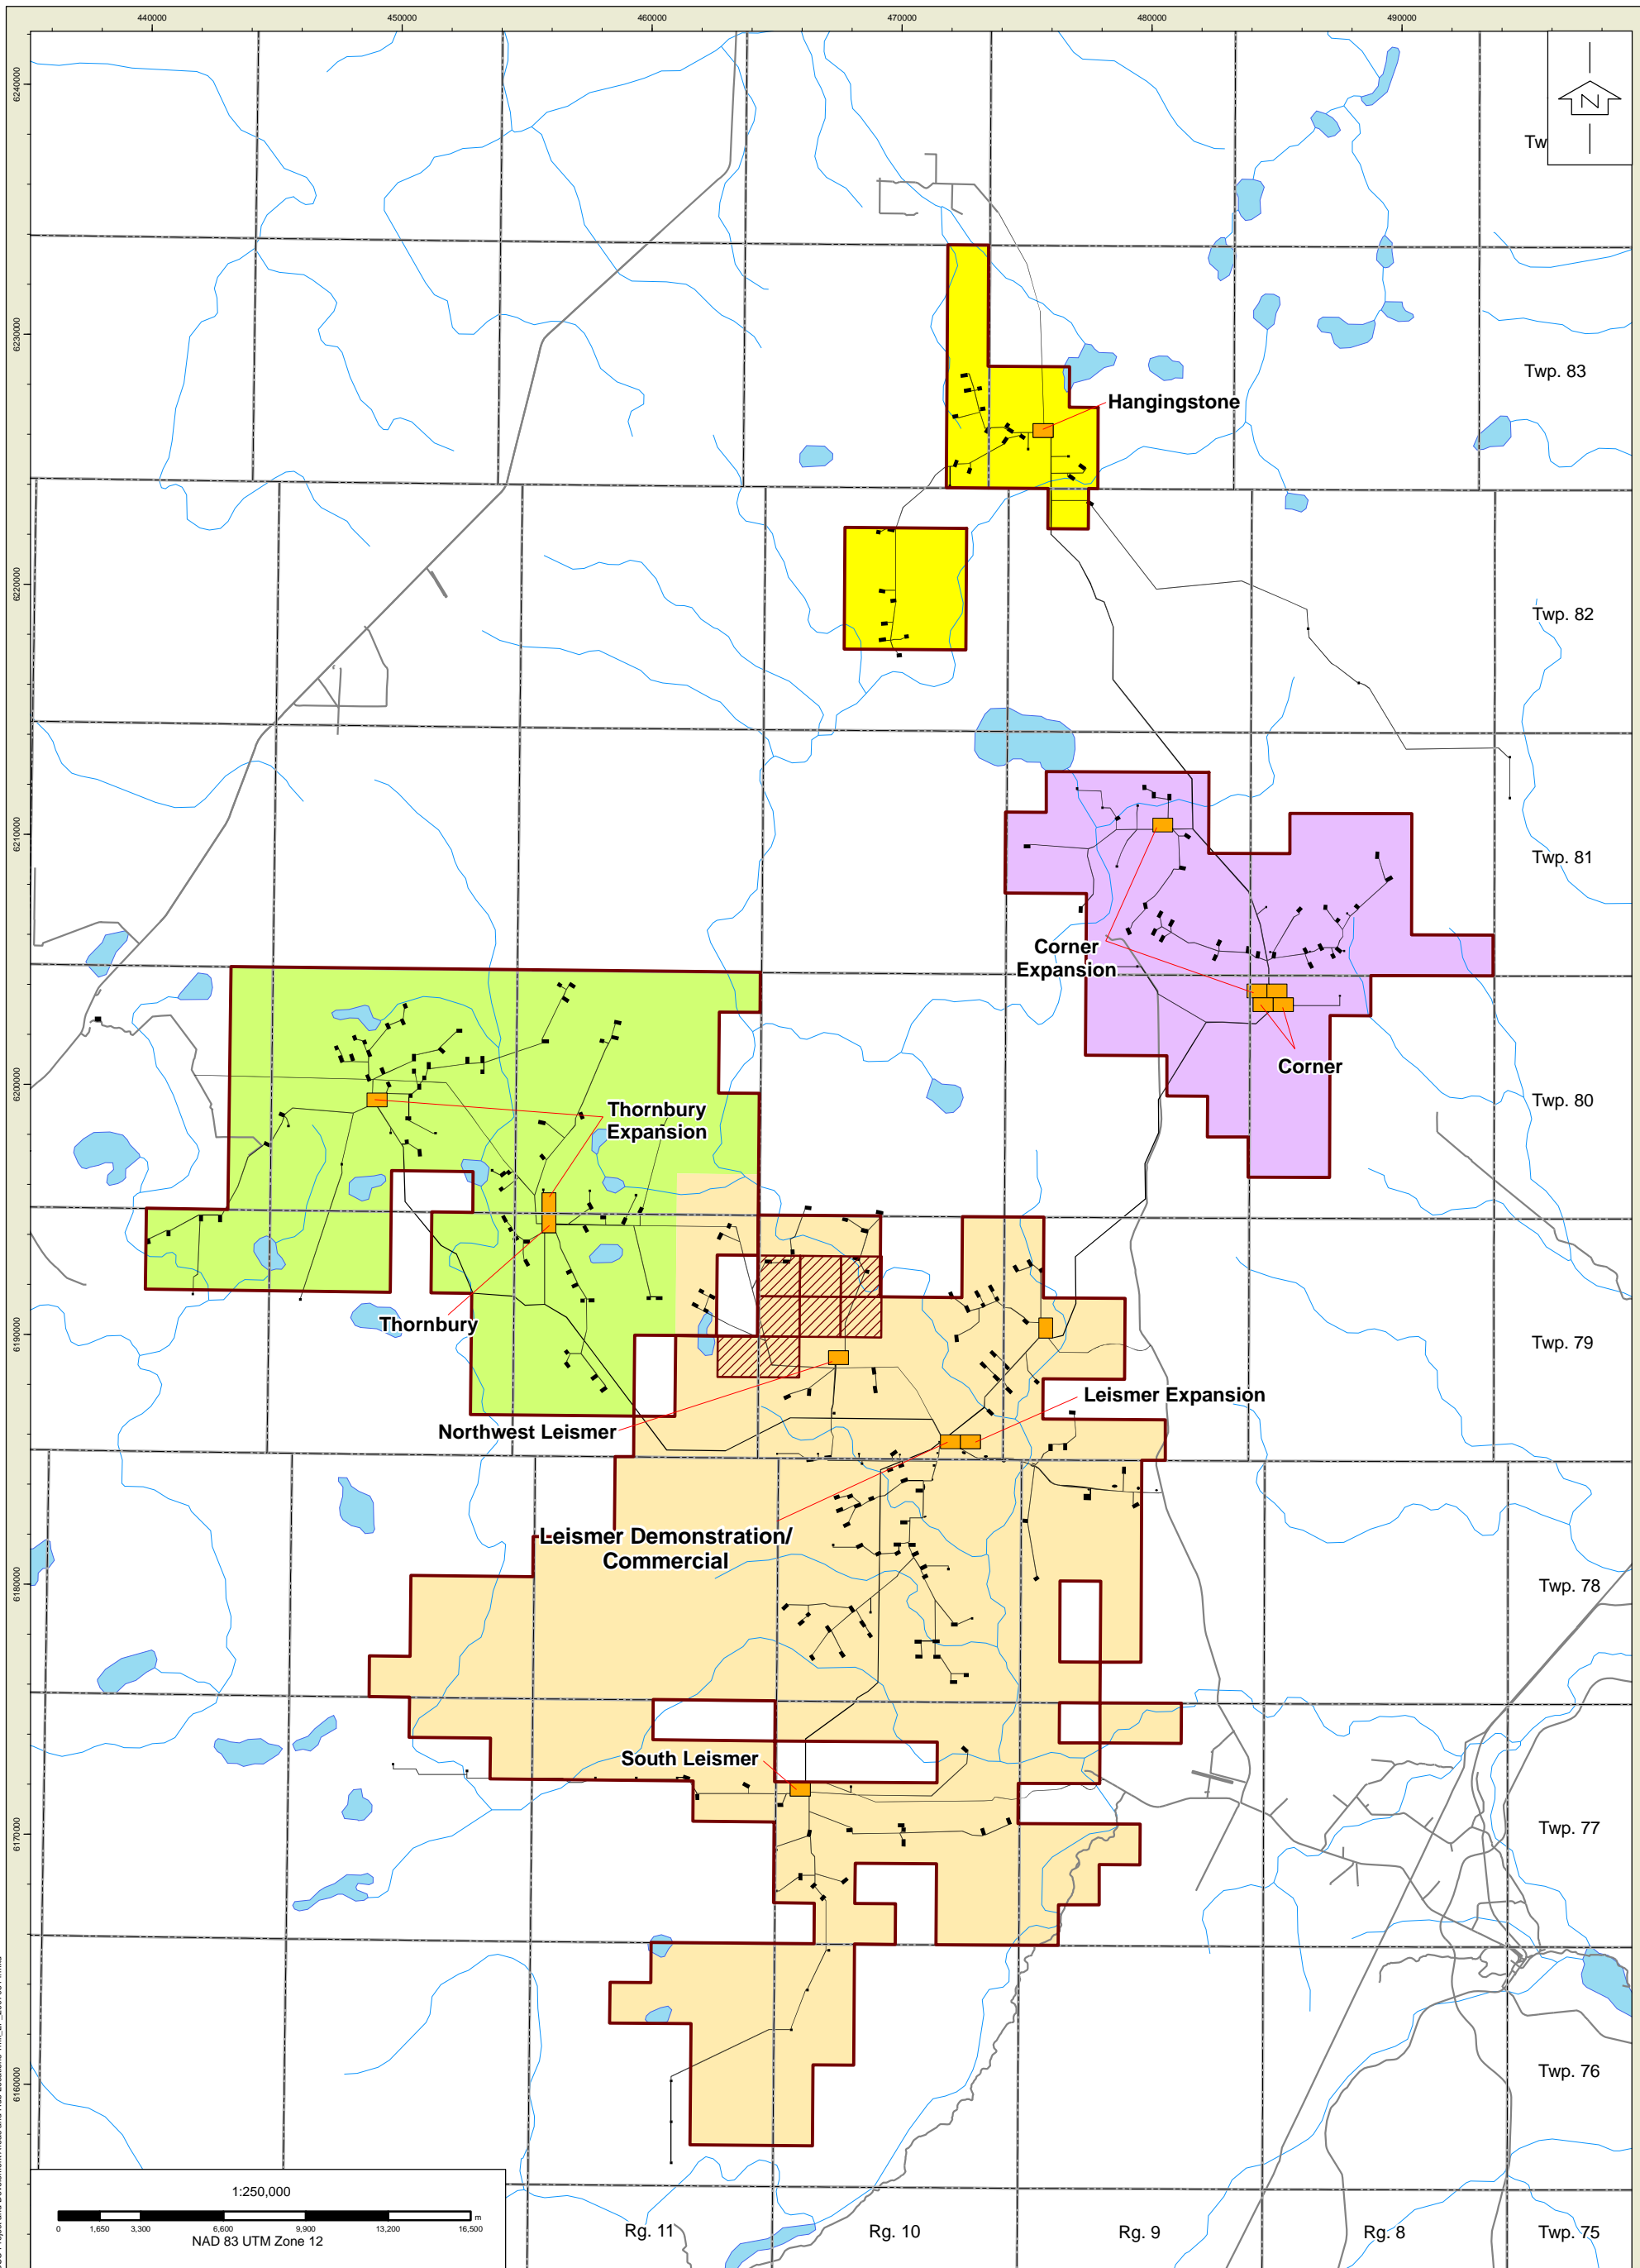 440000
450000
460000
470000
480000
490000
6240000
6230000
6220000
6210000
6200000
6190000
6180000
6170000
6160000
N
Tw
Twp. 83
Hangingstone
Twp. 82
Twp. 81
Corner
Expansion
Corner
Twp. 80
Thornbury
Expansion
Thornbury
Twp. 79
Leismer Expansion
Northwest Leismer
Leismer Demonstration/
Commercial
Twp. 78
South Leismer
Twp. 77
Twp. 76
1:250,000
0 1,650 3,300 6,600 9,900 13,200 16,500 m
NAD 83 UTM Zone 12
Rg. 11
Rg. 10
Rg. 9
Rg. 8
Twp. 75